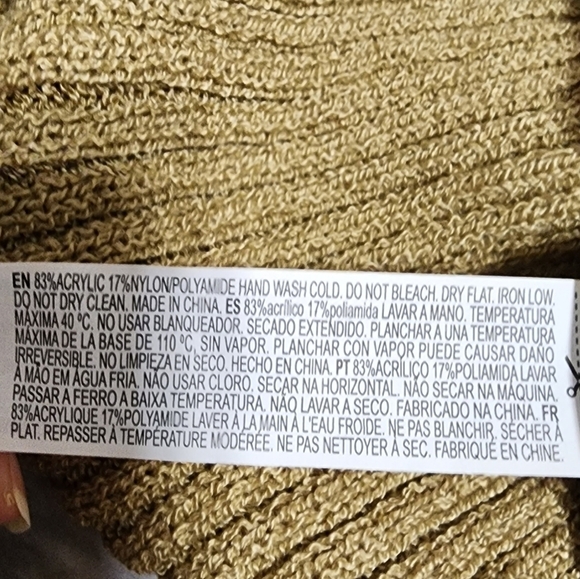 EN 83%ACRYLIC 17%NYLON/POLYAMIDE HAND WASH COLD. DO NOT BLEACH. DRY FLAT. IRON LOW.
DO NOT DRY CLEAN. MADE IN CHINA. ES 83%acrílico 17%poliamida LAVAR A MANO. TEMPERATURA
MÁXIMA 40 ºC. NO USAR BLANQUEADOR. SECADO EXTENDIDO. PLANCHAR A UNA TEMPERATURA
MÁXIMA DE LA BASE DE 110 ºC, SIN VAPOR. PLANCHAR CON VAPOR PUEDE CAUSAR DAÑO
IRREVERSIBLE. NO LIMPIEZA EN SECO. HECHO EN CHINA. PT 83%ACRILICO 17%POLIAMIDA LAVAR
À MÃO EM ÁGUA FRIA. NÃO USAR CLORO. SECAR NA HORIZONTAL. NÃO SECAR NA MÁQUINA.
PASSAR A FERRO A BAIXA TEMPERATURA. NÃO LAVAR A SECO. FABRICADO NA CHINA. FR
83%ACRYLIQUE 17%POLYAMIDE LAVER À LA MAIN À L'EAU FROIDE. NE PAS BLANCHIR. SÉCHER À
PLAT. REPASSER À TEMPÉRATURE MODÉRÉE. NE PAS NETTOYER À SEC. FABRIQUÉ EN CHINE.